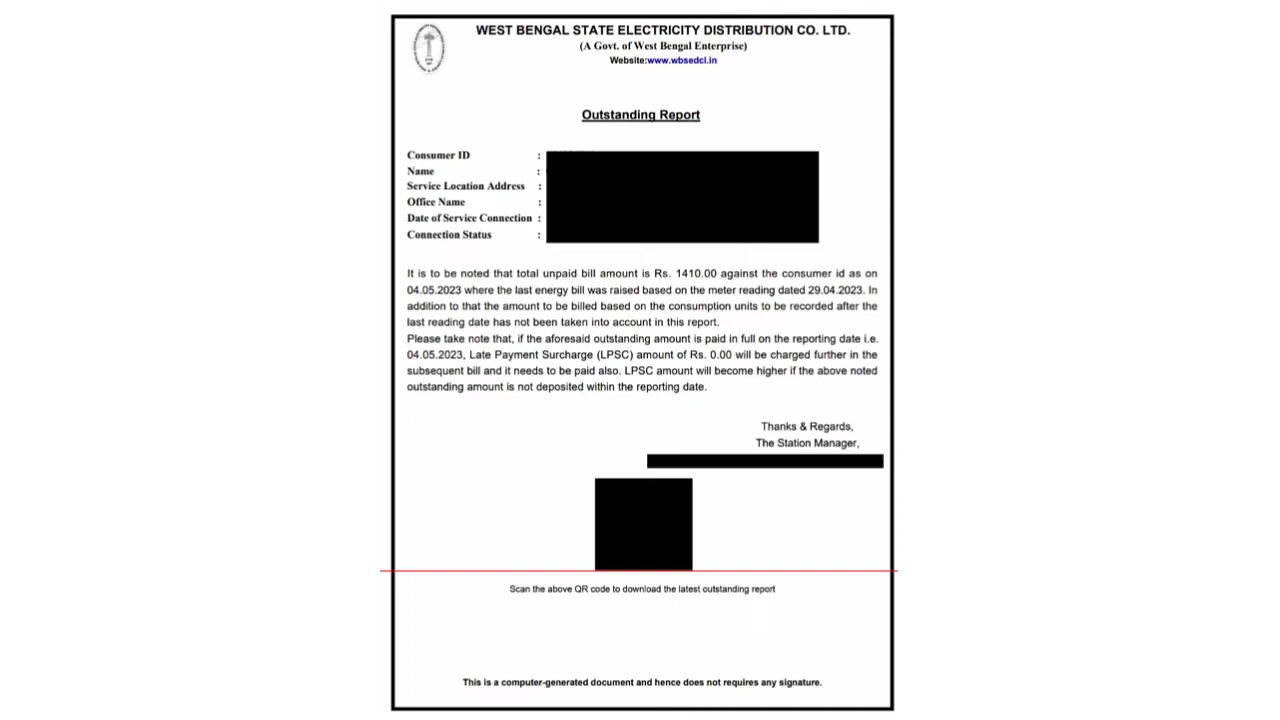 WEST BENGAL STATE ELECTRICITY DISTRIBUTION CO. LTD.
(A Govt. of West Bengal Enterprise)
Website:www.wbsedcl.in
Outstanding Report
Consumer ID :
Name :
Service Location Address :
Office Name :
Date of Service Connection :
Connection Status :
It is to be noted that total unpaid bill amount is Rs. 1410.00 against the consumer id as on
04.05.2023 where the last energy bill was raised based on the meter reading dated 29.04.2023. In
addition to that the amount to be billed based on the consumption units to be recorded after the
last reading date has not been taken into account in this report.
Please take note that, if the aforesaid outstanding amount is paid in full on the reporting date i.e.
04.05.2023, Late Payment Surcharge (LPSC) amount of Rs. 0.00 will be charged further in the
subsequent bill and it needs to be paid also. LPSC amount will become higher if the above noted
outstanding amount is not deposited within the reporting date.
Thanks & Regards,
The Station Manager,
Scan the above QR code to download the latest outstanding report
This is a computer-generated document and hence does not requires any signature.